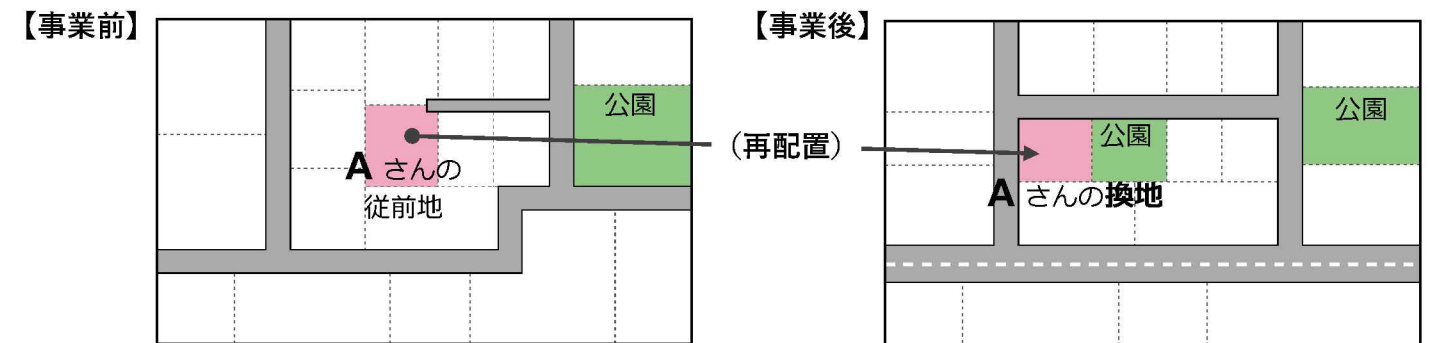 【事業前】
公園
A さんの
従前地
(再配置)
【事業後】
公園
公園
A さんの換地